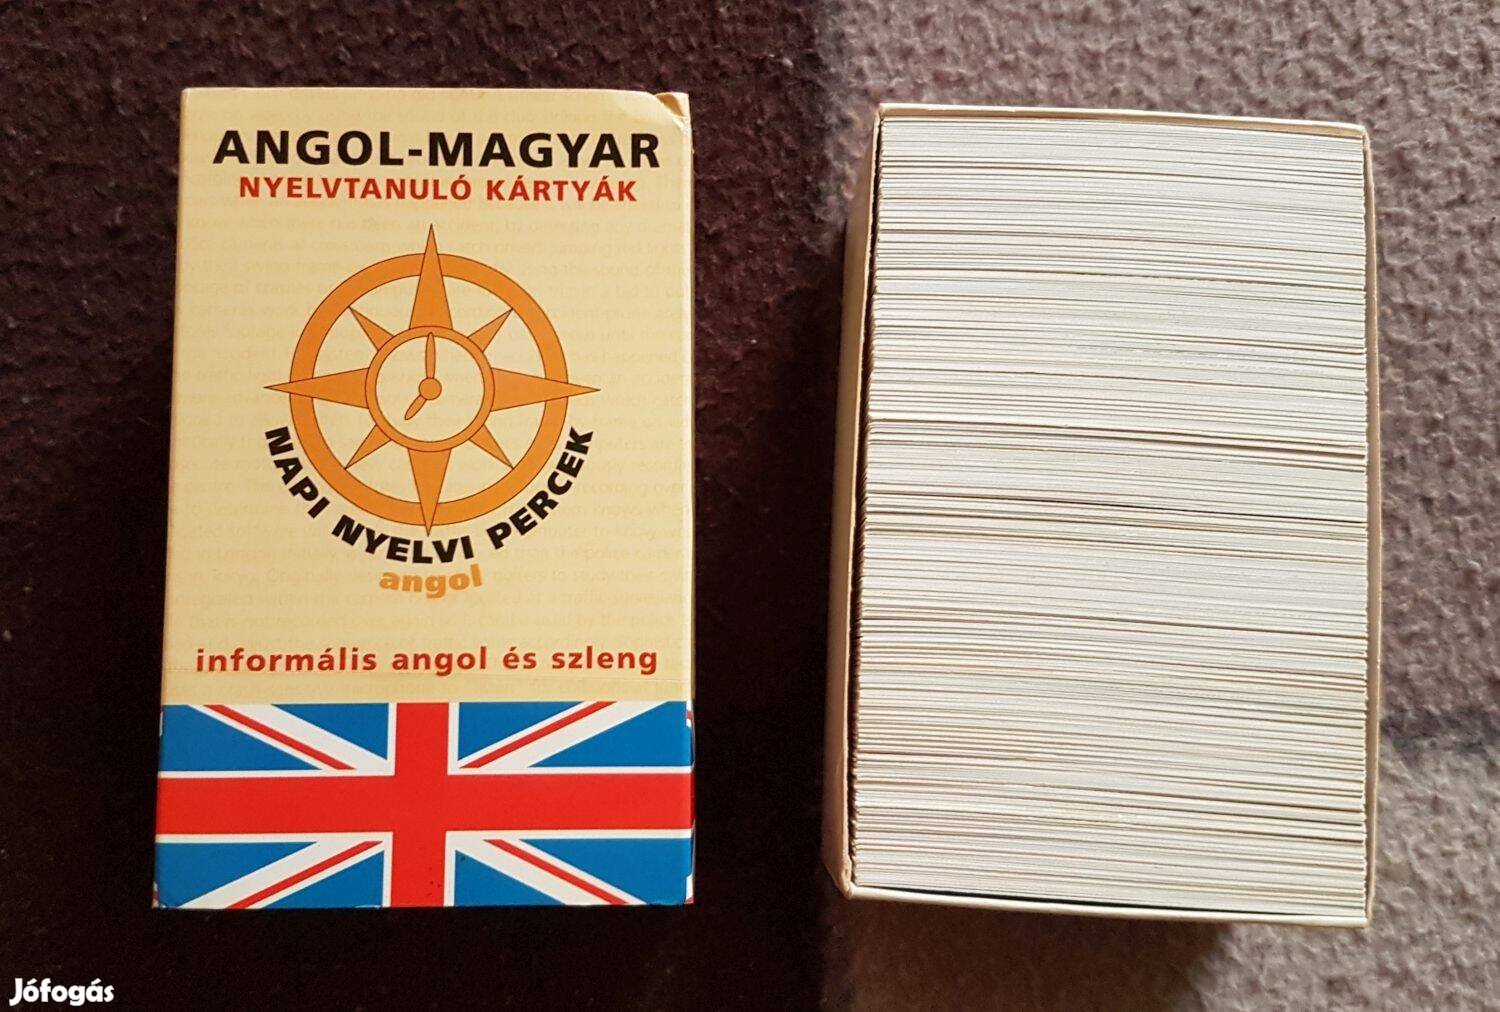 ANGOL-MAGYAR
NYELVTANULÓ KÁRTYÁK
NAPI NYELVI PERCEK
angol
informális angol és szleng
Jófogás